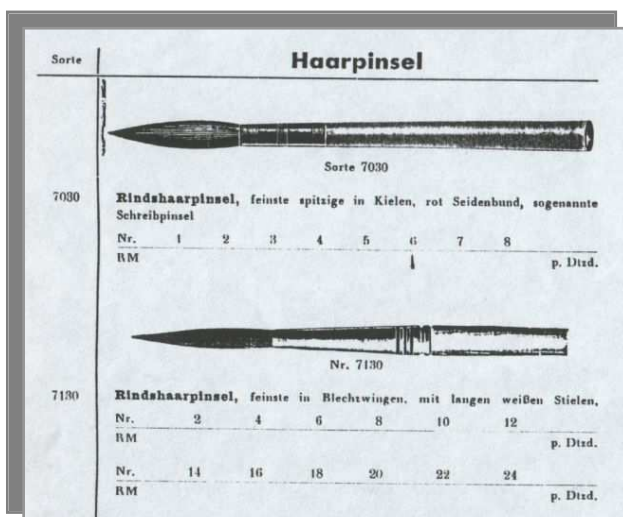 Sorte
Haarpinsel
Sorte 7030
7030 Rindshaarpinsel, feinste spitzige in Kielen, rot Seidenbund, sogenannte
Schreibpinsel
Nr. 1 2 3 4 5 6 7 8
RM p. Dtzd.
Nr. 7130
7130 Rindshaarpinsel, feinste in Blechzwingen, mit langen weißen Stielen,
Nr. 2 4 6 8 10 12
RM p. Dtzd.
Nr. 14 16 18 20 22 24
RM p. Dtzd.